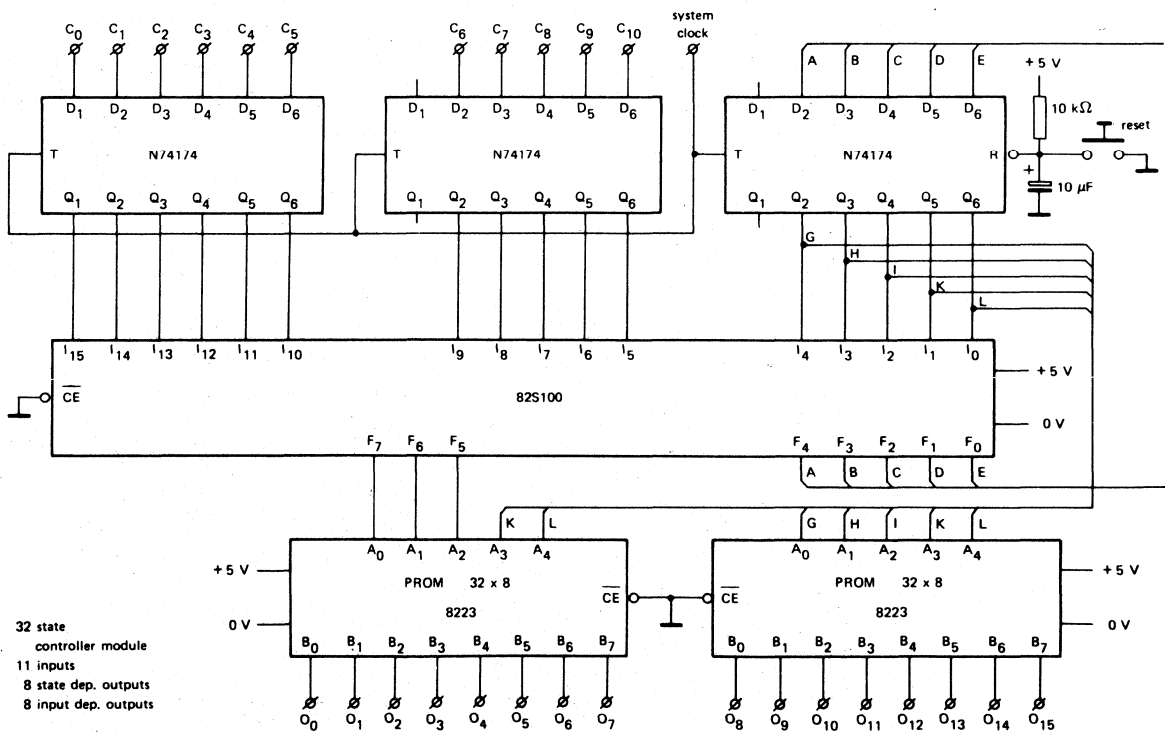 C0 C1 C2 C3 C4 C5 C6 C7 C8 C9 C10 system clock
A B C D E
+ 5 V
10 kΩ
reset
D1 D2 D3 D4 D5 D6 D1 D2 D3 D4 D5 D6 D1 D2 D3 D4 D5 D6
T N74174 T N74174 T N74174 R
+
10 μF
Q1 Q2 Q3 Q4 Q5 Q6 Q1 Q2 Q3 Q4 Q5 Q6 Q1 Q2 Q3 Q4 Q5 Q6
G
H
I
K
L
I15 I14 I13 I12 I11 I10 I9 I8 I7 I6 I5 I4 I3 I2 I1 I0
+ 5 V
CE 82S100
0 V
F7 F6 F5 F4 F3 F2 F1 F0
A B C D E
K L G H I K L
A0 A1 A2 A3 A4 A0 A1 A2 A3 A4
+ 5 V PROM 32 x 8 PROM 32 x 8 + 5 V
CE CE
0 V 8223 8223 0 V
B0 B1 B2 B3 B4 B5 B6 B7 B0 B1 B2 B3 B4 B5 B6 B7
O0 O1 O2 O3 O4 O5 O6 O7 O8 O9 O10 O11 O12 O13 O14 O15
32 state
controller module
11 inputs
8 state dep. outputs
8 input dep. outputs